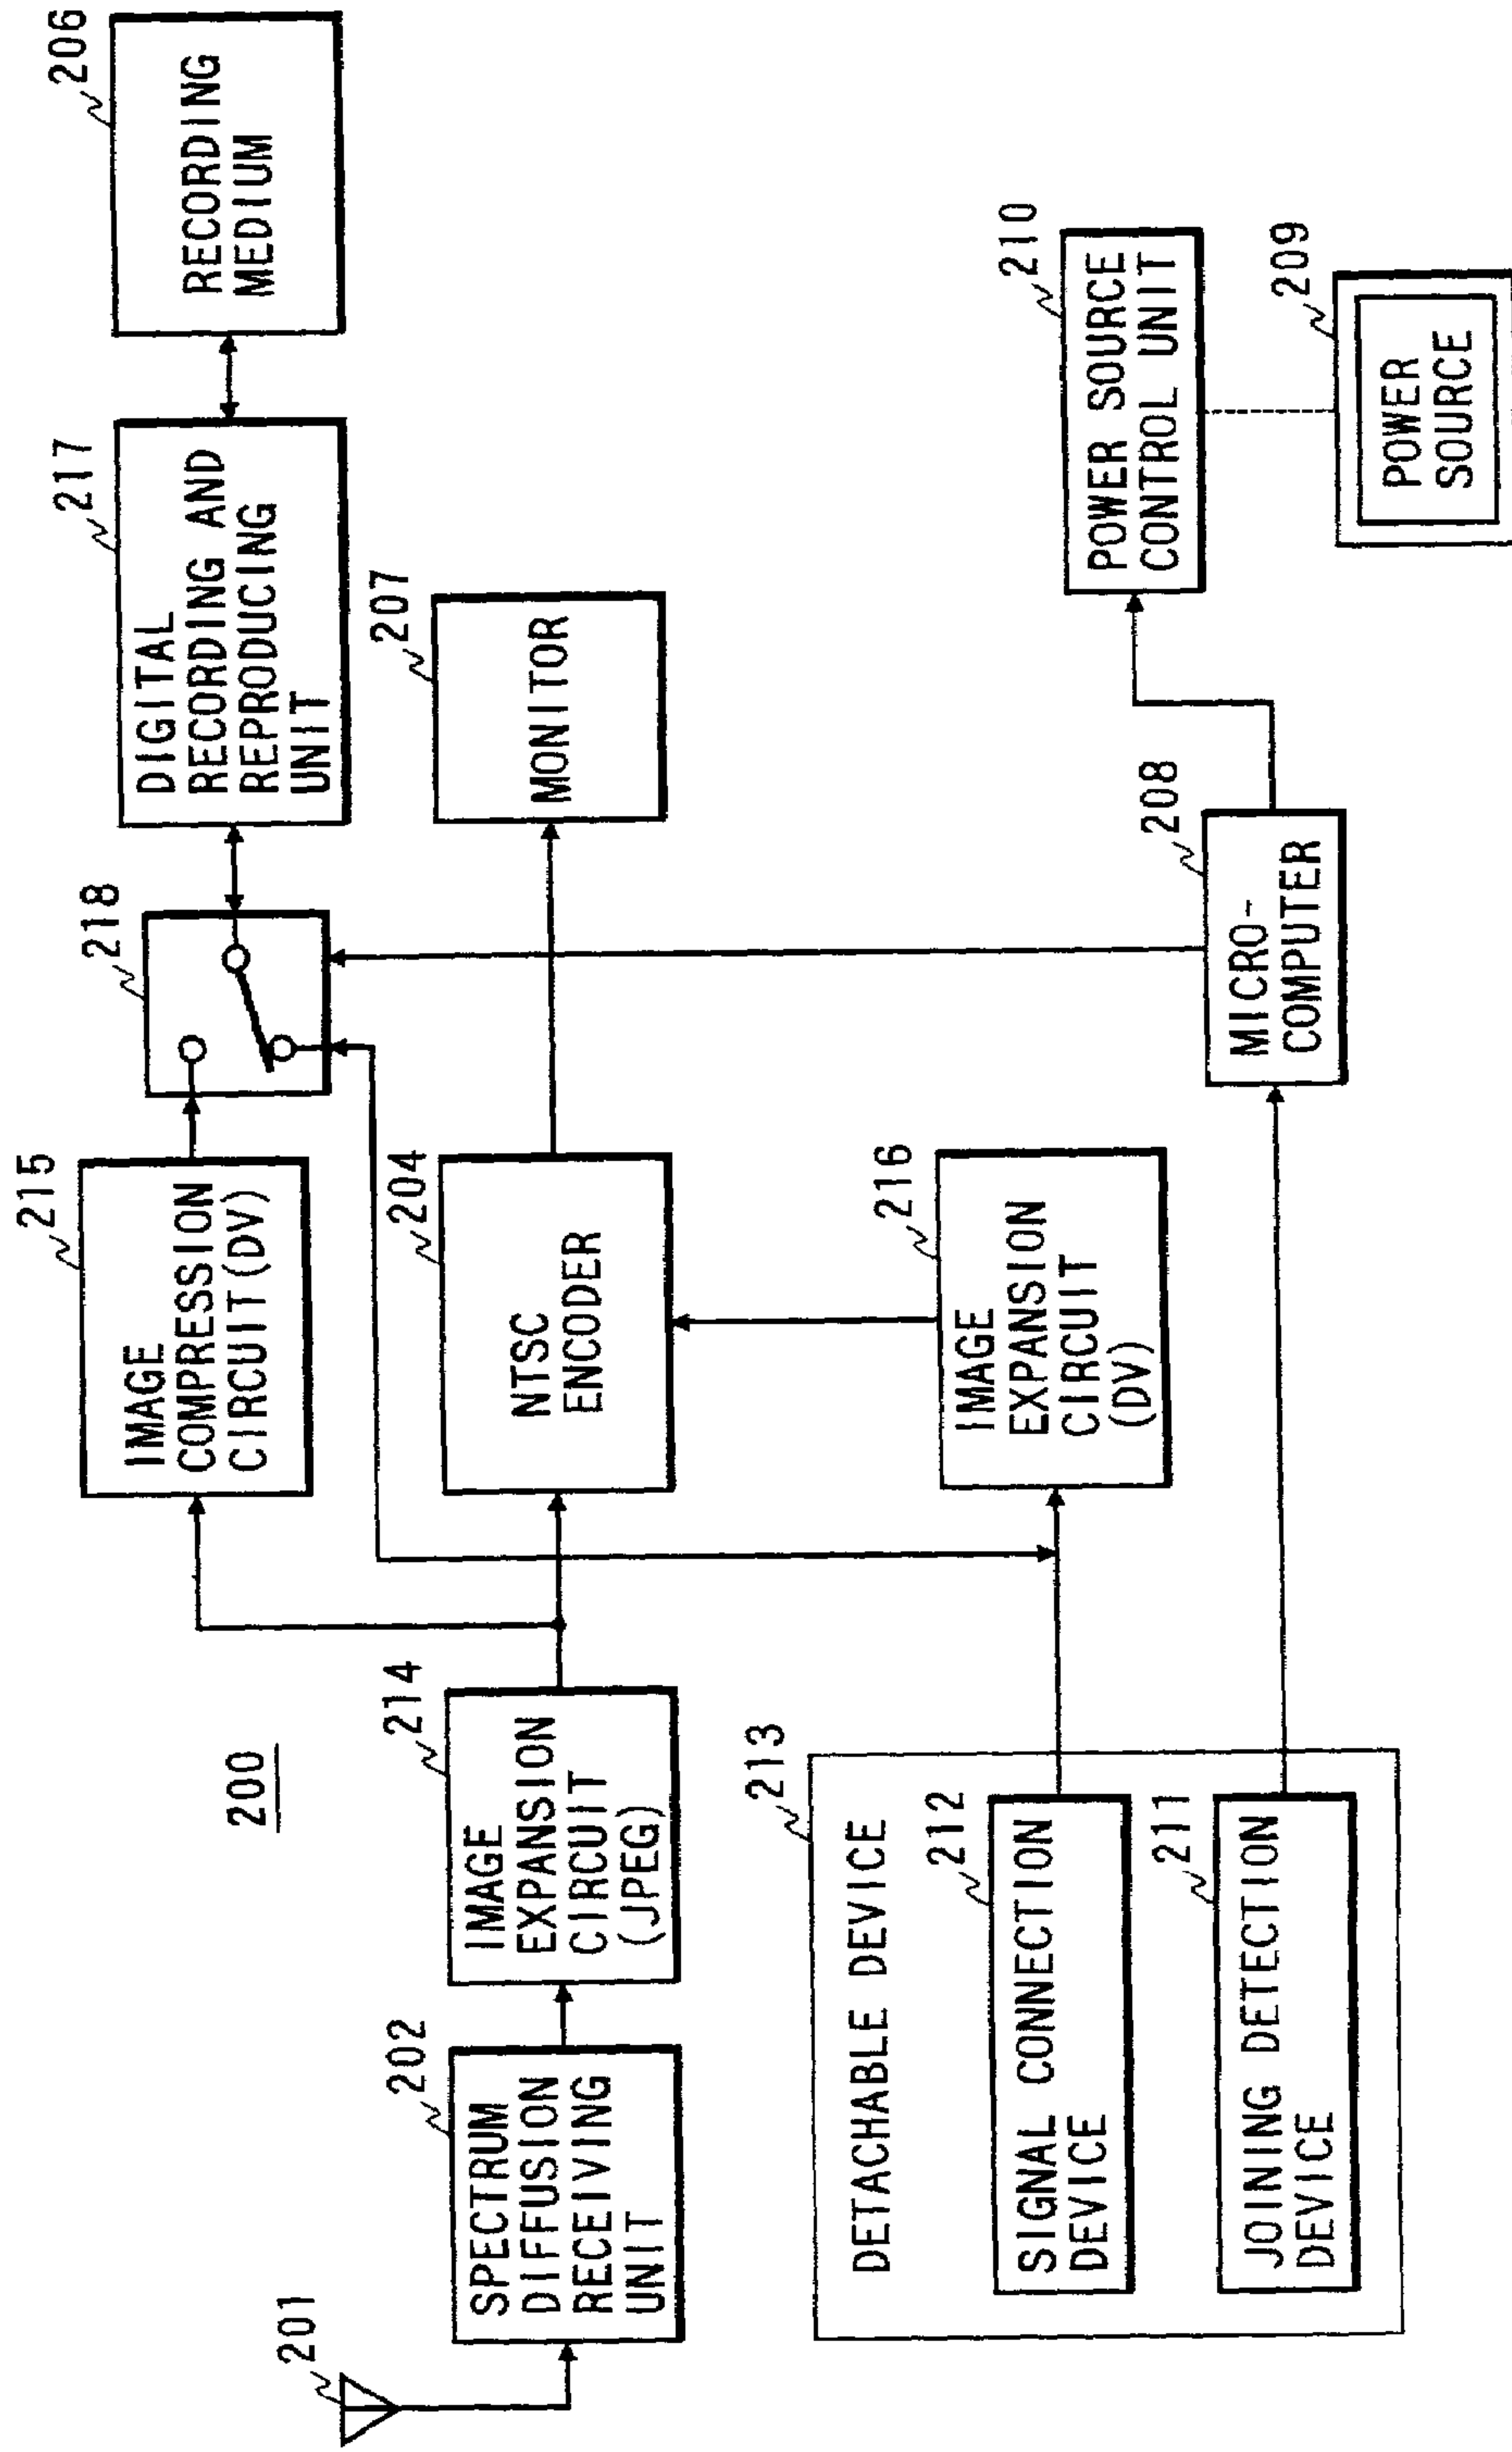 200
201
202
SPECTRUM
DIFFUSION
RECEIVING
UNIT
214
IMAGE
EXPANSION
CIRCUIT
(JPEG)
215
IMAGE
COMPRESSION
CIRCUIT(DV)
204
NTSC
ENCODER
216
IMAGE
EXPANSION
CIRCUIT
(DV)
218
217
DIGITAL
RECORDING AND
REPRODUCING
UNIT
206
RECORDING
MEDIUM
207
MONITOR
213
DETACHABLE DEVICE
212
SIGNAL CONNECTION
DEVICE
211
JOINING DETECTION
DEVICE
208
MICRO-
COMPUTER
210
POWER SOURCE
CONTROL UNIT
209
POWER
SOURCE